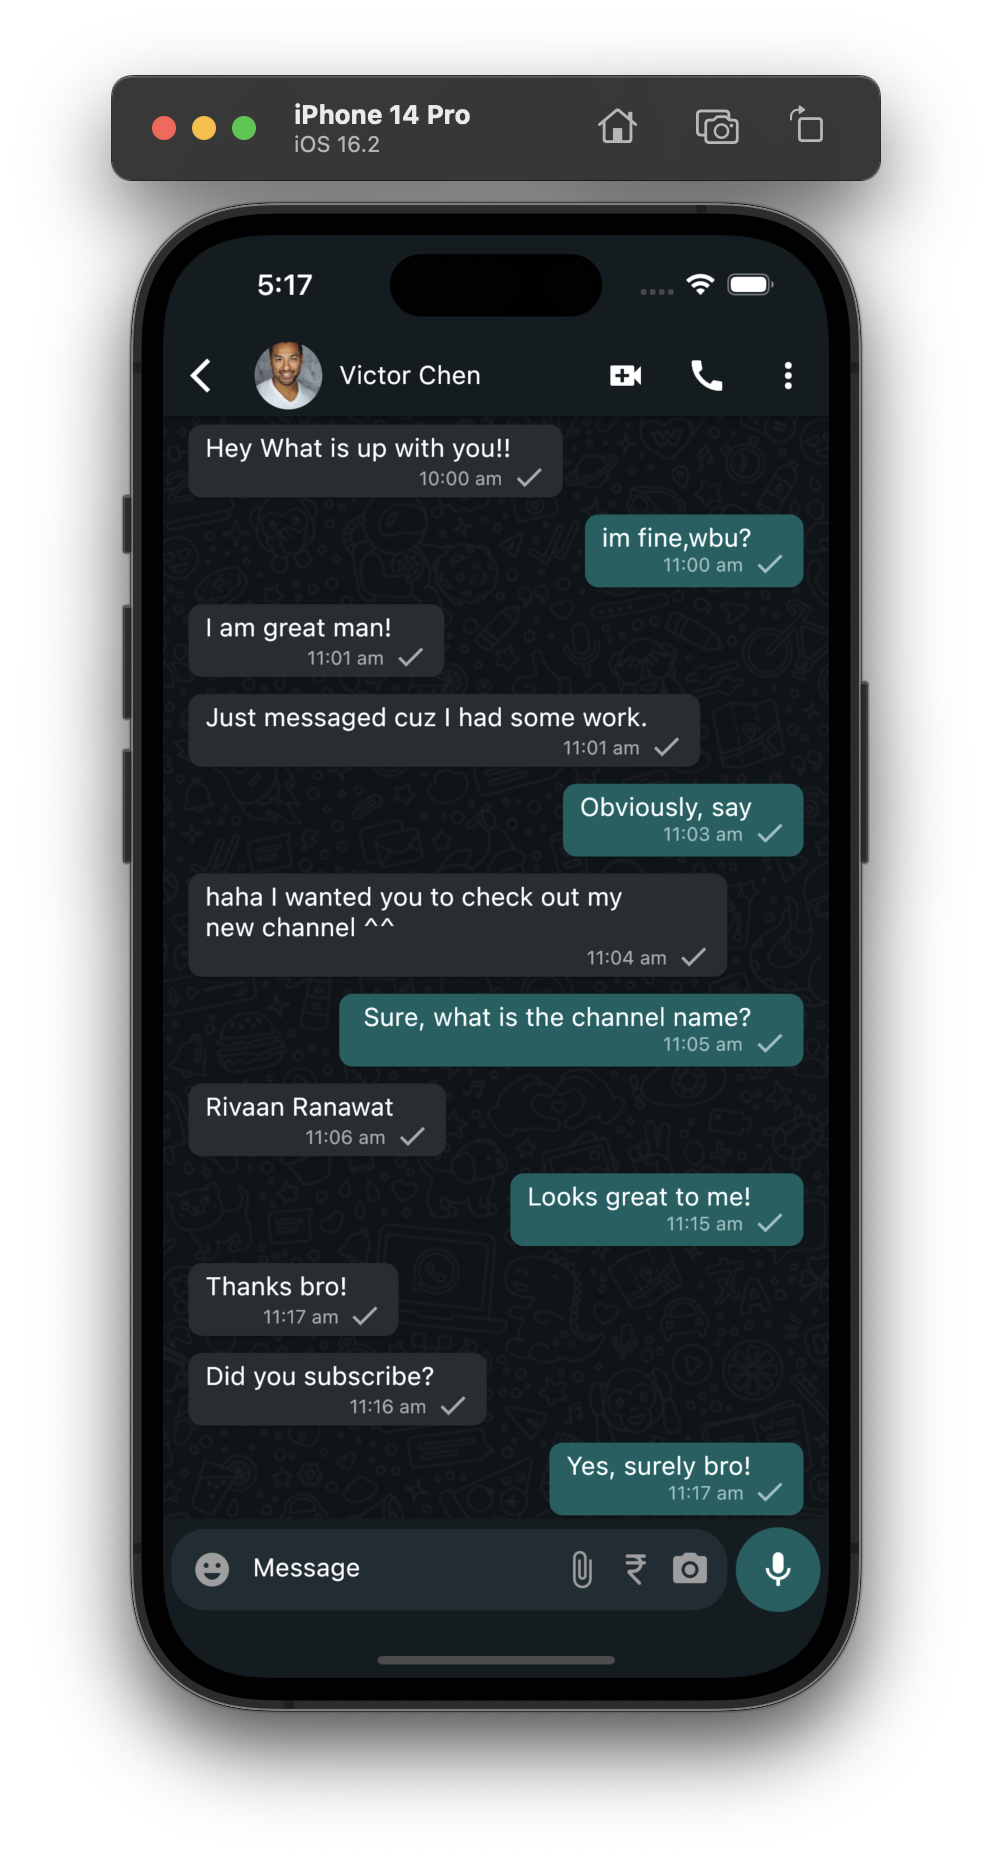 iPhone 14 Pro
iOS 16.2
5:17
Victor Chen
Hey What is up with you!!
10:00 am
im fine,wbu?
11:00 am
I am great man!
11:01 am
Just messaged cuz I had some work.
11:01 am
Obviously, say
11:03 am
haha I wanted you to check out my
new channel ^^
11:04 am
Sure, what is the channel name?
11:05 am
Rivaan Ranawat
11:06 am
Looks great to me!
11:15 am
Thanks bro!
11:17 am
Did you subscribe?
11:16 am
Yes, surely bro!
11:17 am
Message
₹